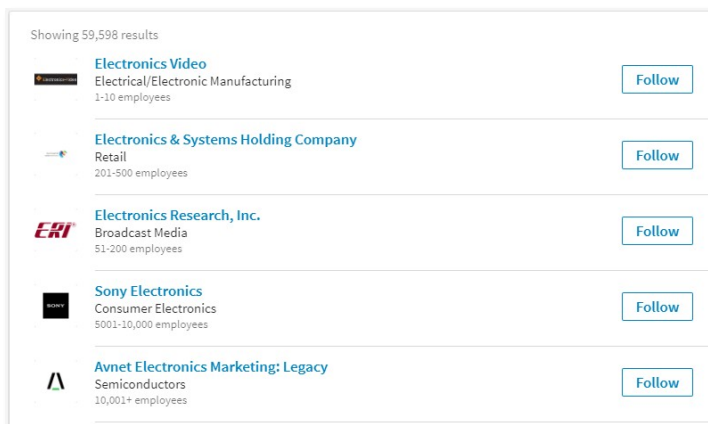 Showing 59,598 results
Electronics Video
Electrical/Electronic Manufacturing
1-10 employees
Follow
Electronics & Systems Holding Company
Retail
201-500 employees
Follow
ERI
Electronics Research, Inc.
Broadcast Media
51-200 employees
Follow
SONY
Sony Electronics
Consumer Electronics
5001-10,000 employees
Follow
Avnet Electronics Marketing: Legacy
Semiconductors
10,001+ employees
Follow